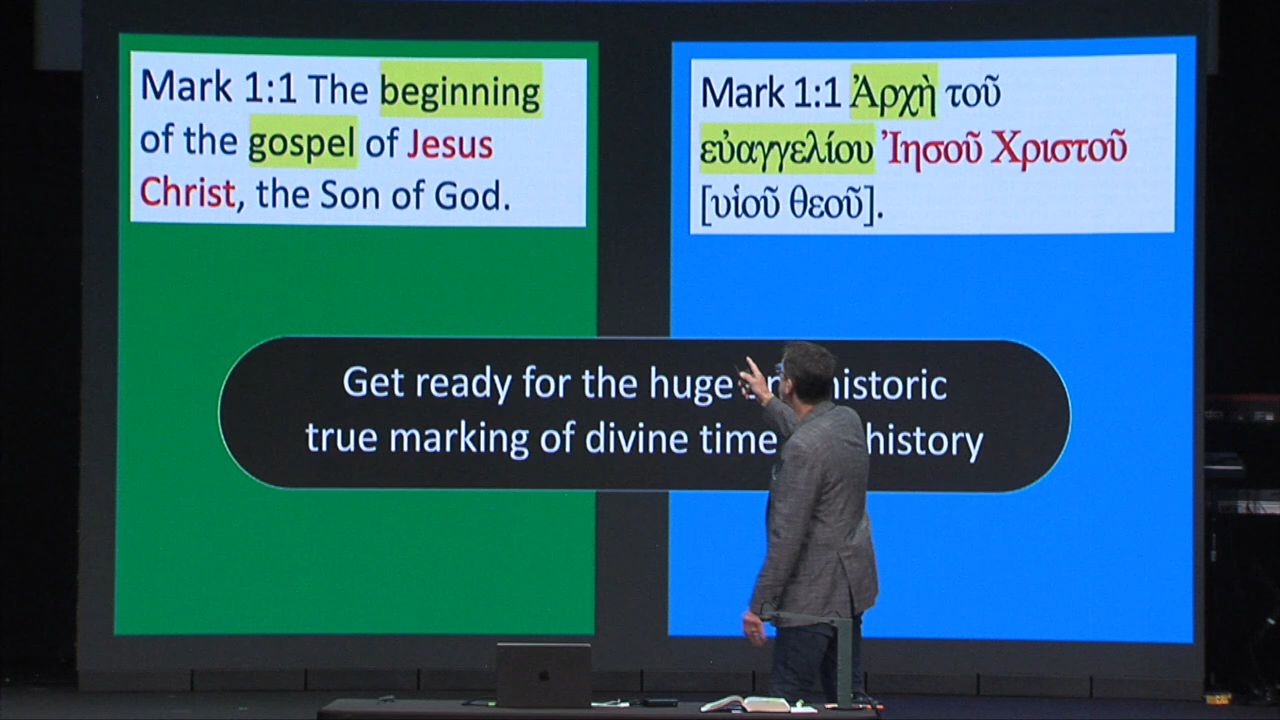 Mark 1:1 The beginning
of the gospel of Jesus
Christ, the Son of God.
Mark 1:1 Ἀρχὴ τοῦ
εὐαγγελίου Ἰησοῦ Χριστοῦ
[υἱοῦ θεοῦ].
Get ready for the huge historic
true marking of divine time history